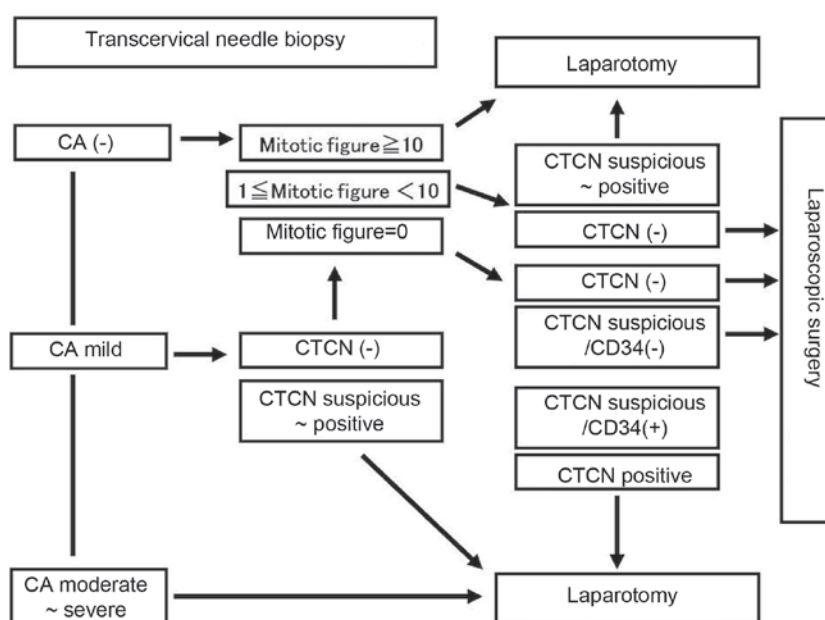 Transcervical needle biopsy
Laparotomy
CA (-)
Mitotic figure≧10
1≦Mitotic figure <10
Mitotic figure=0
CTCN suspicious
~ positive
CTCN (-)
CTCN (-)
CTCN suspicious
/CD34(-)
Laparoscopic surgery
CA mild
CTCN (-)
CTCN suspicious
~ positive
CTCN suspicious
/CD34(+)
CTCN positive
CA moderate
~ severe
Laparotomy